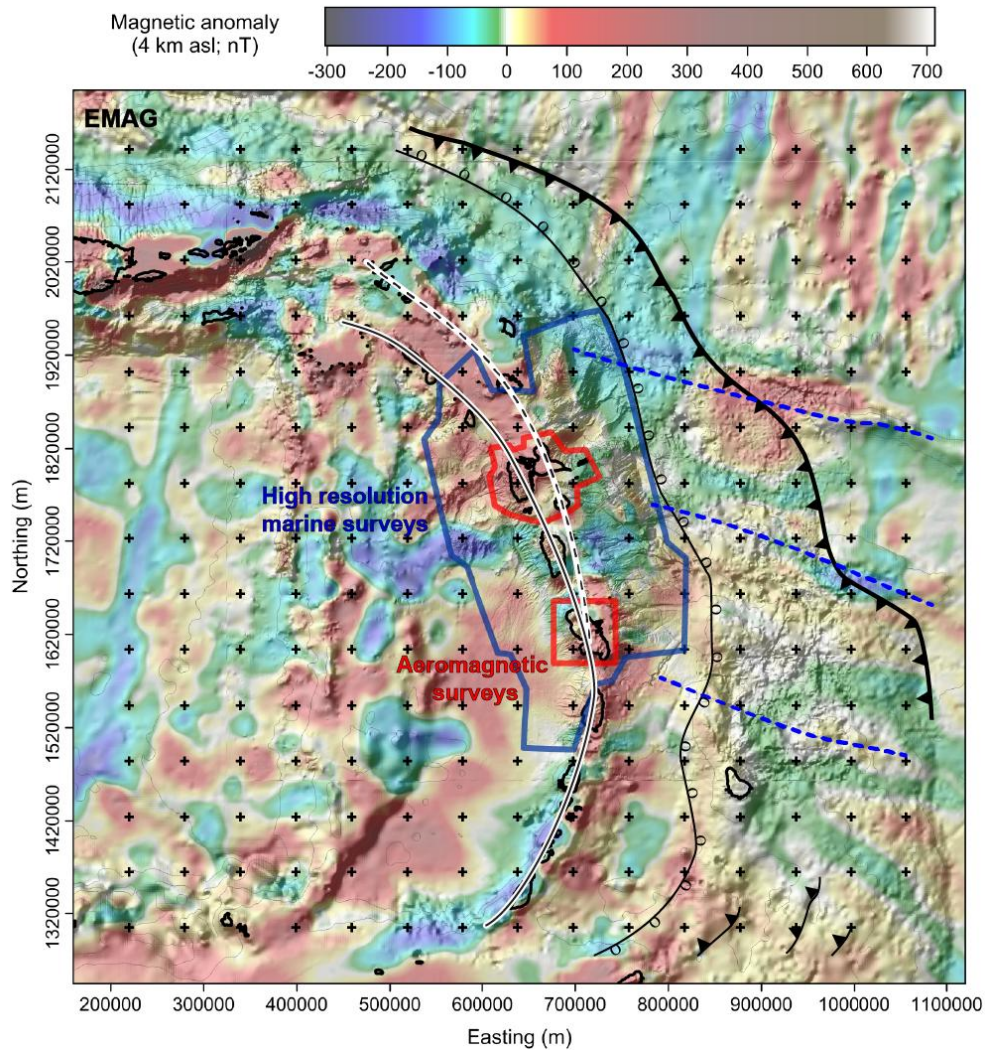 Magnetic anomaly
(4 km asl; nT)
-300 -200 -100 0 100 200 300 400 500 600 700
EMAG
High resolution
marine surveys
Aeromagnetic
surveys
Northing (m)
2120000
2020000
1920000
1820000
1720000
1620000
1520000
1420000
1320000
200000 300000 400000 500000 600000 700000 800000 900000 1000000 1100000
Easting (m)